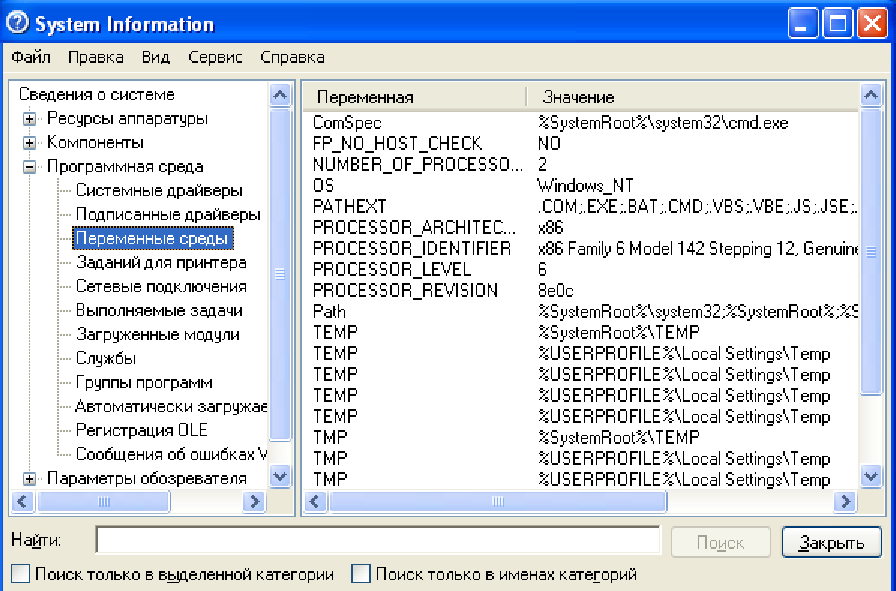 System Information
Файл Правка Вид Сервис Справка
Сведения о системе
Ресурсы аппаратуры
Компоненты
Программная среда
Системные драйверы
Подписанные драйверы
Переменные среды
Заданий для принтера
Сетевые подключения
Выполняемые задачи
Загруженные модули
Службы
Группы программ
Автоматически загружае
Регистрация OLE
Сообщения об ошибках W
Параметры обозревателя
Переменная Значение
ComSpec %SystemRoot%\system32\cmd.exe
FP_NO_HOST_CHECK NO
NUMBER_OF_PROCESSO... 2
OS Windows_NT
PATHEXT .COM;.EXE;.BAT;.CMD;.VBS;.VBE;.JS;.JSE;.
PROCESSOR_ARCHITEC... x86
PROCESSOR_IDENTIFIER x86 Family 6 Model 142 Stepping 12, Genuine
PROCESSOR_LEVEL 6
PROCESSOR_REVISION 8e0c
Path %SystemRoot%\system32;%SystemRoot%;%S
TEMP %SystemRoot%\TEMP
TEMP %USERPROFILE%\Local Settings\Temp
TEMP %USERPROFILE%\Local Settings\Temp
TEMP %USERPROFILE%\Local Settings\Temp
TEMP %USERPROFILE%\Local Settings\Temp
TMP %SystemRoot%\TEMP
TMP %USERPROFILE%\Local Settings\Temp
TMP %USERPROFILE%\Local Settings\Temp
Найти: Поиск Закрыть
Поиск только в выделенной категории Поиск только в именах категорий